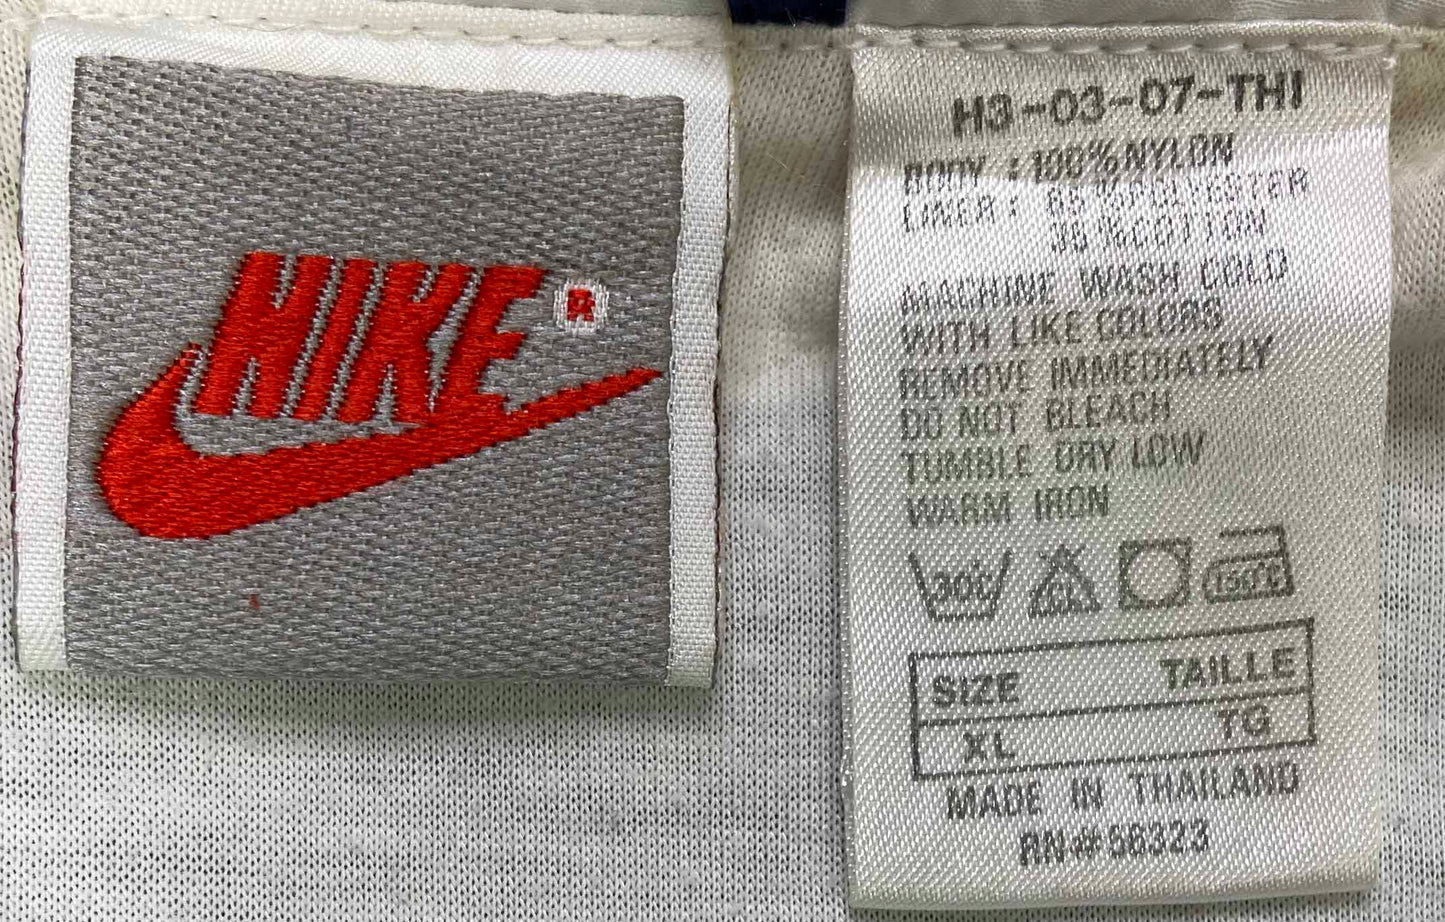 NIKE®
H3-03-07-THI
BODY : 100%NYLON
LINER : 65%POLYESTER
35%COTTON
MACHINE WASH COLD
WITH LIKE COLORS
REMOVE IMMEDIATELY
DO NOT BLEACH
TUMBLE DRY LOW
WARM IRON
30°C CL 150°C
SIZE TAILLE
XL TG
MADE IN THAILAND
RN#56323